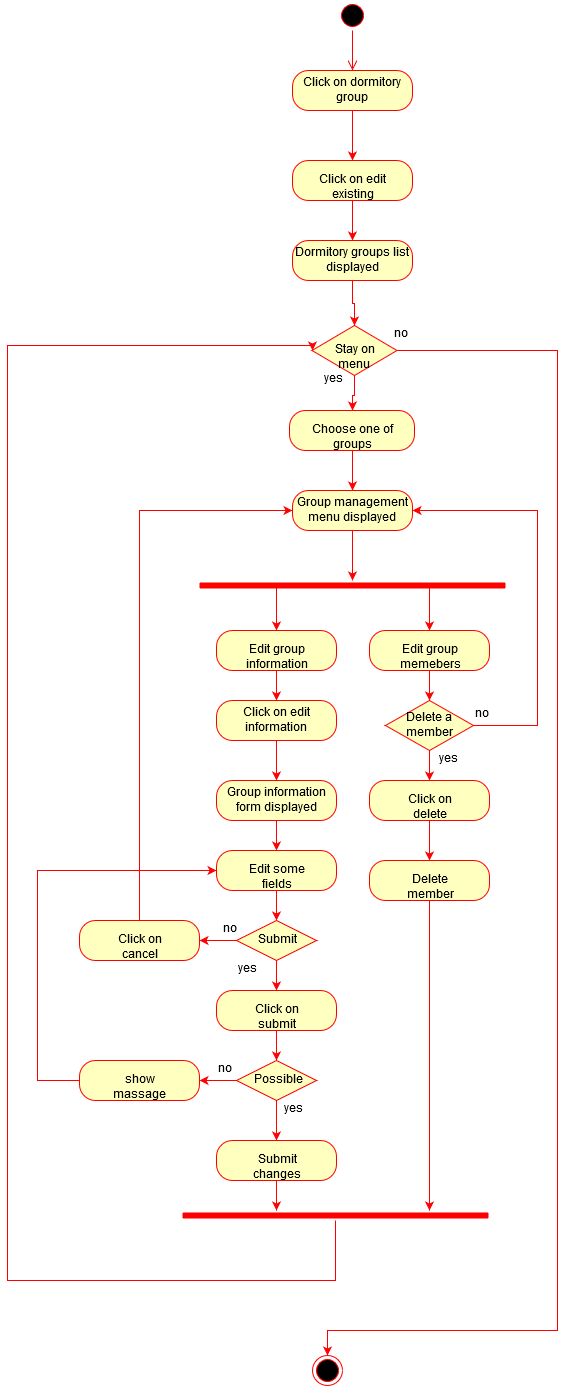 Click on dormitory
group
Click on edit
existing
Dormitory groups list
displayed
no
Stay on
menu
yes
Choose one of
groups
Group management
menu displayed
Edit group
information
Edit group
memebers
Click on edit
information
Delete a
member
no
yes
Group information
form displayed
Click on
delete
Edit some
fields
Delete
member
no
Submit
Click on
cancel
yes
Click on
submit
no
Possible
show
massage
yes
Submit
changes